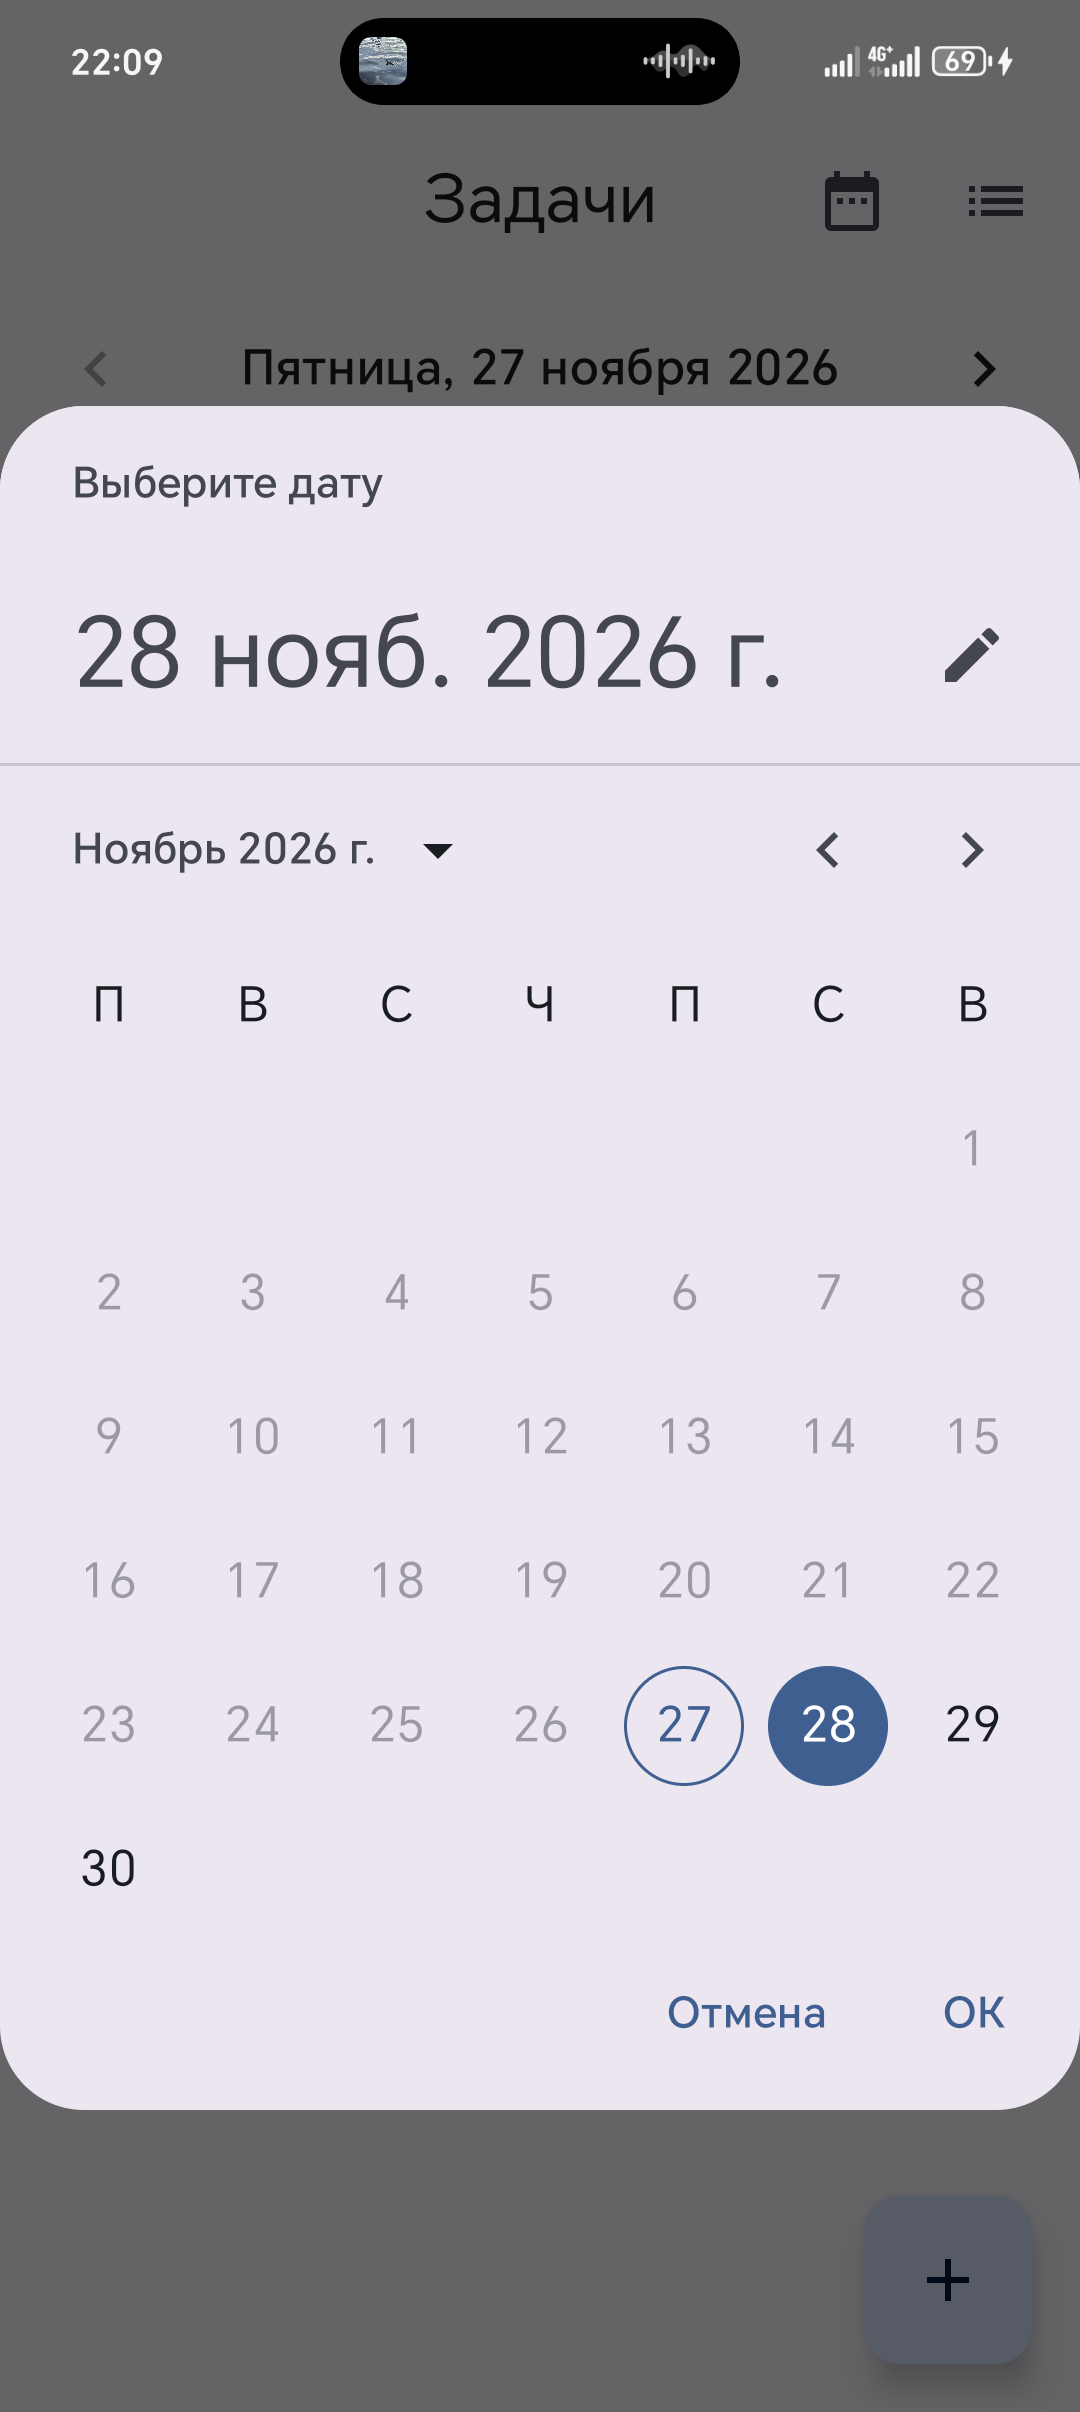 22:09
4G+
69
Задачи
Пятница, 27 ноября 2026
Выберите дату
28 нояб. 2026 г.
Ноябрь 2026 г.
П В С Ч П С В
1
2 3 4 5 6 7 8
9 10 11 12 13 14 15
16 17 18 19 20 21 22
23 24 25 26 27 28 29
30
Отмена ОК